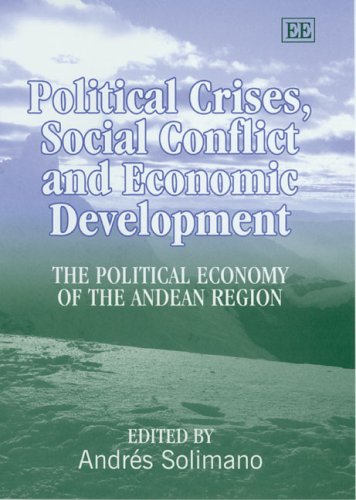 EE
Political Crises,
Social Conflict
and Economic
Development
THE POLITICAL ECONOMY
OF THE ANDEAN REGION
EDITED BY
Andrés Solimano